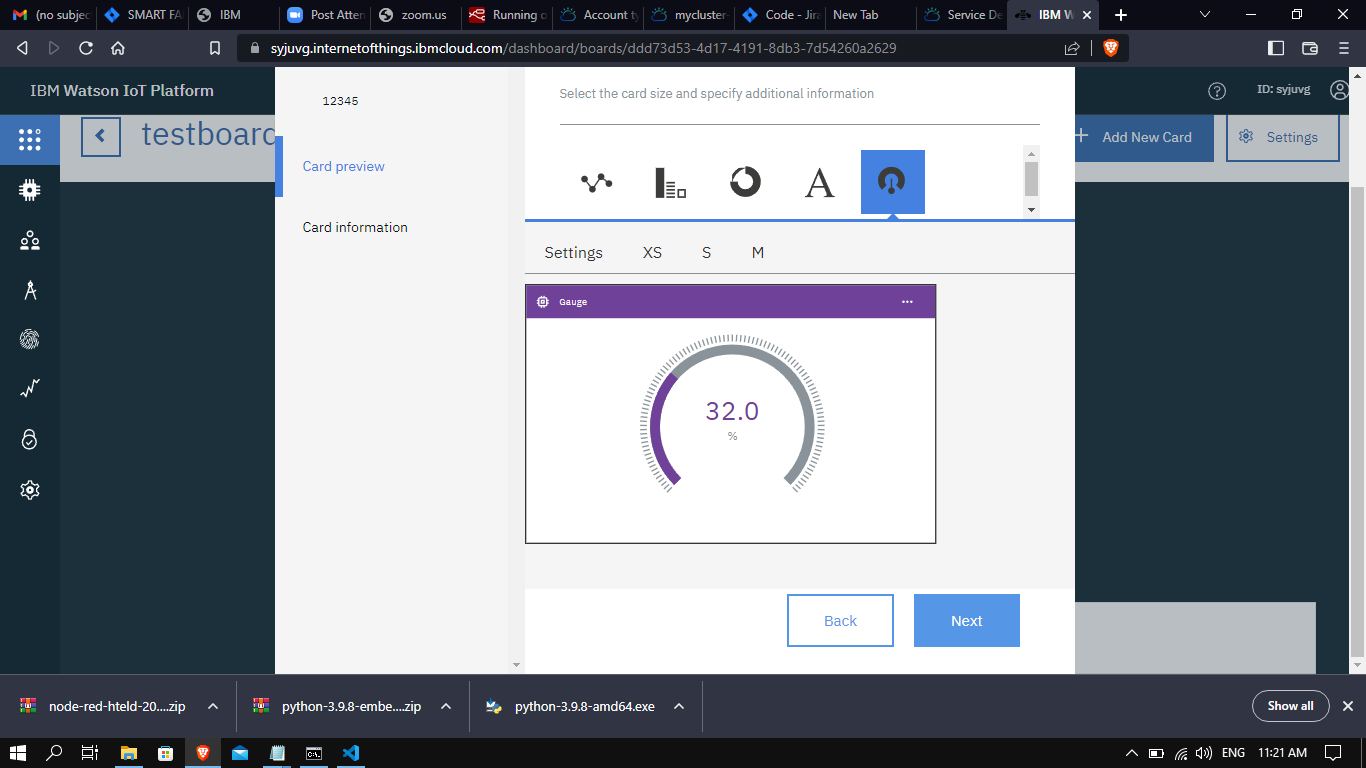 (no subjec
SMART FA
IBM
Post Atten
zoom.us
Running o
Account ty
mycluster-
Code - Jira
New Tab
Service De
IBM W
syjuvg.internetofthings.ibmcloud.com/dashboard/boards/ddd73d53-4d17-4191-8db3-7d54260a2629
IBM Watson IoT Platform
ID: syjuvg
testboard
Add New Card
Settings
12345
Card preview
Card information
Select the card size and specify additional information
A
Settings XS S M
Gauge
32.0
%
Back
Next
node-red-hteld-20....zip
python-3.9.8-embe....zip
python-3.9.8-amd64.exe
Show all
ENG
11:21 AM